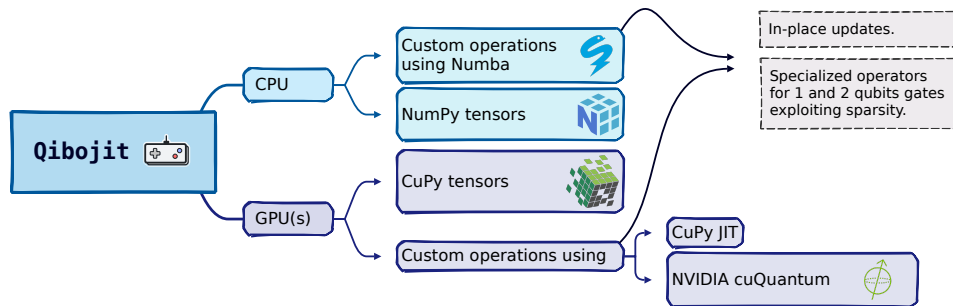 Qibojit
CPU
Custom operations
using Numba
NumPy tensors
GPU(s)
CuPy tensors
Custom operations using
CuPy JIT
NVIDIA cuQuantum
In-place updates.
Specialized operators
for 1 and 2 qubits gates
exploiting sparsity.